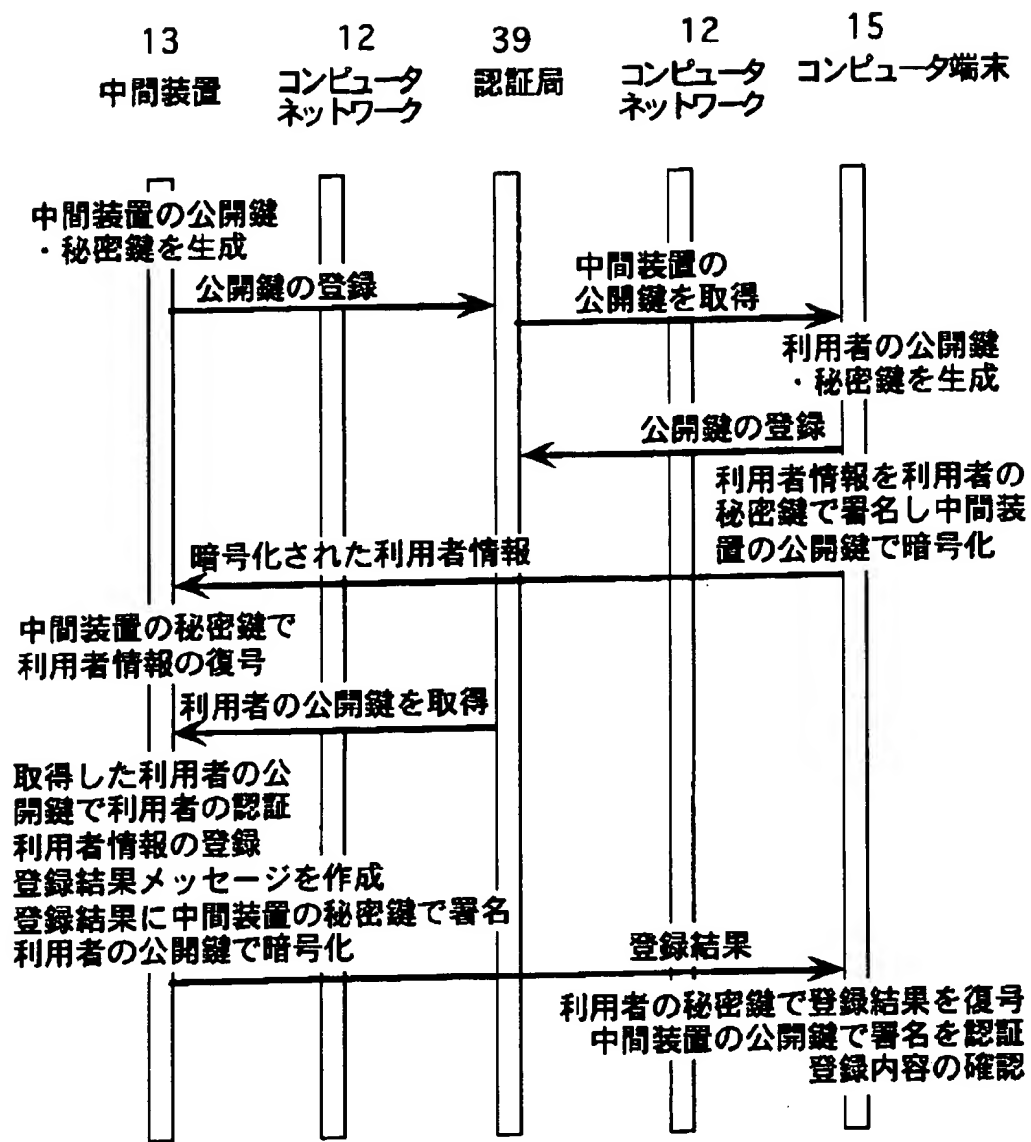 13
中間装置
12
コンピュータ
ネットワーク
39
認証局
12
コンピュータ
ネットワーク
15
コンピュータ端末
中間装置の公開鍵
・秘密鍵を生成
公開鍵の登録
中間装置の
公開鍵を取得
利用者の公開鍵
・秘密鍵を生成
公開鍵の登録
利用者情報を利用者の
秘密鍵で署名し中間装
置の公開鍵で暗号化
暗号化された利用者情報
中間装置の秘密鍵で
利用者情報の復号
利用者の公開鍵を取得
取得した利用者の公
開鍵で利用者の認証
利用者情報の登録
登録結果メッセージを作成
登録結果に中間装置の秘密鍵で署名
利用者の公開鍵で暗号化
登録結果
利用者の秘密鍵で登録結果を復号
中間装置の公開鍵で署名を認証
登録内容の確認